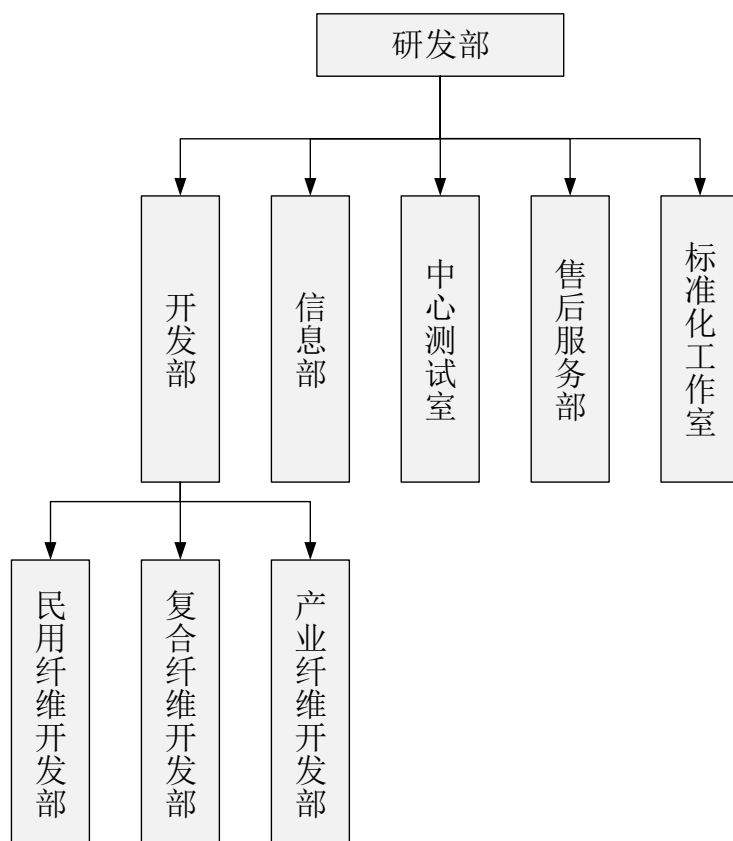 研发部
开发部
信息部
中心测试室
售后服务部
标准化工作室
民用纤维开发部
复合纤维开发部
产业纤维开发部